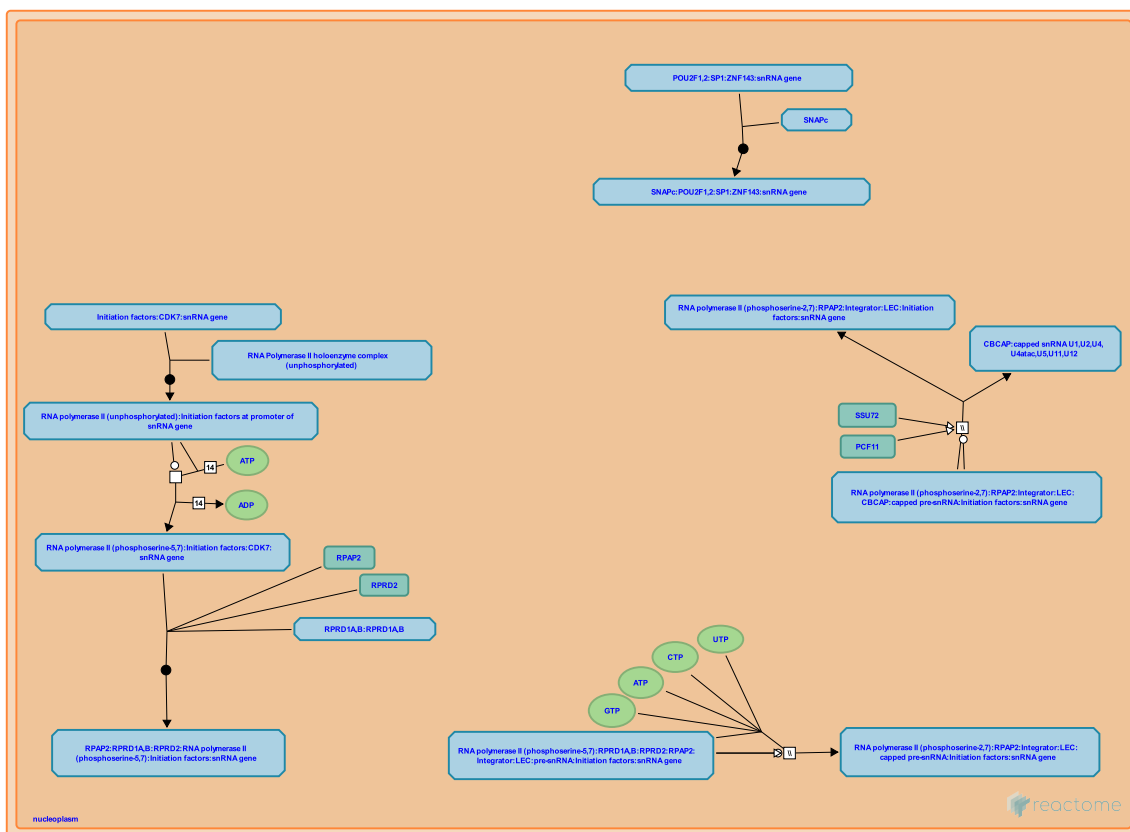 POU2F1,2:SP1:ZNF143:snRNA gene
SNAPc
SNAPc:POU2F1,2:SP1:ZNF143:snRNA gene
Initiation factors:CDK7:snRNA gene
RNA Polymerase II holoenzyme complex
(unphosphorylated)
RNA polymerase II (unphosphorylated):Initiation factors at promoter of
snRNA gene
14
ATP
14
ADP
RNA polymerase II (phosphoserine-5,7):Initiation factors:CDK7:
snRNA gene
RPAP2
RPRD2
RPRD1A,B:RPRD1A,B
RPAP2:RPRD1A,B:RPRD2:RNA polymerase II
(phosphoserine-5,7):Initiation factors:snRNA gene
RNA polymerase II (phosphoserine-2,7):RPAP2:Integrator:LEC:Initiation
factors:snRNA gene
CBCAP:capped snRNA U1,U2,U4,
U4atac,U5,U11,U12
SSU72
\\
PCF11
RNA polymerase II (phosphoserine-2,7):RPAP2:Integrator:LEC:
CBCAP:capped pre-snRNA:Initiation factors:snRNA gene
UTP
CTP
ATP
GTP
RNA polymerase II (phosphoserine-5,7):RPRD1A,B:RPRD2:RPAP2:
Integrator:LEC:pre-snRNA:Initiation factors:snRNA gene
\\
RNA polymerase II (phosphoserine-2,7):RPAP2:Integrator:LEC:
capped pre-snRNA:Initiation factors:snRNA gene
nucleoplasm
reactome